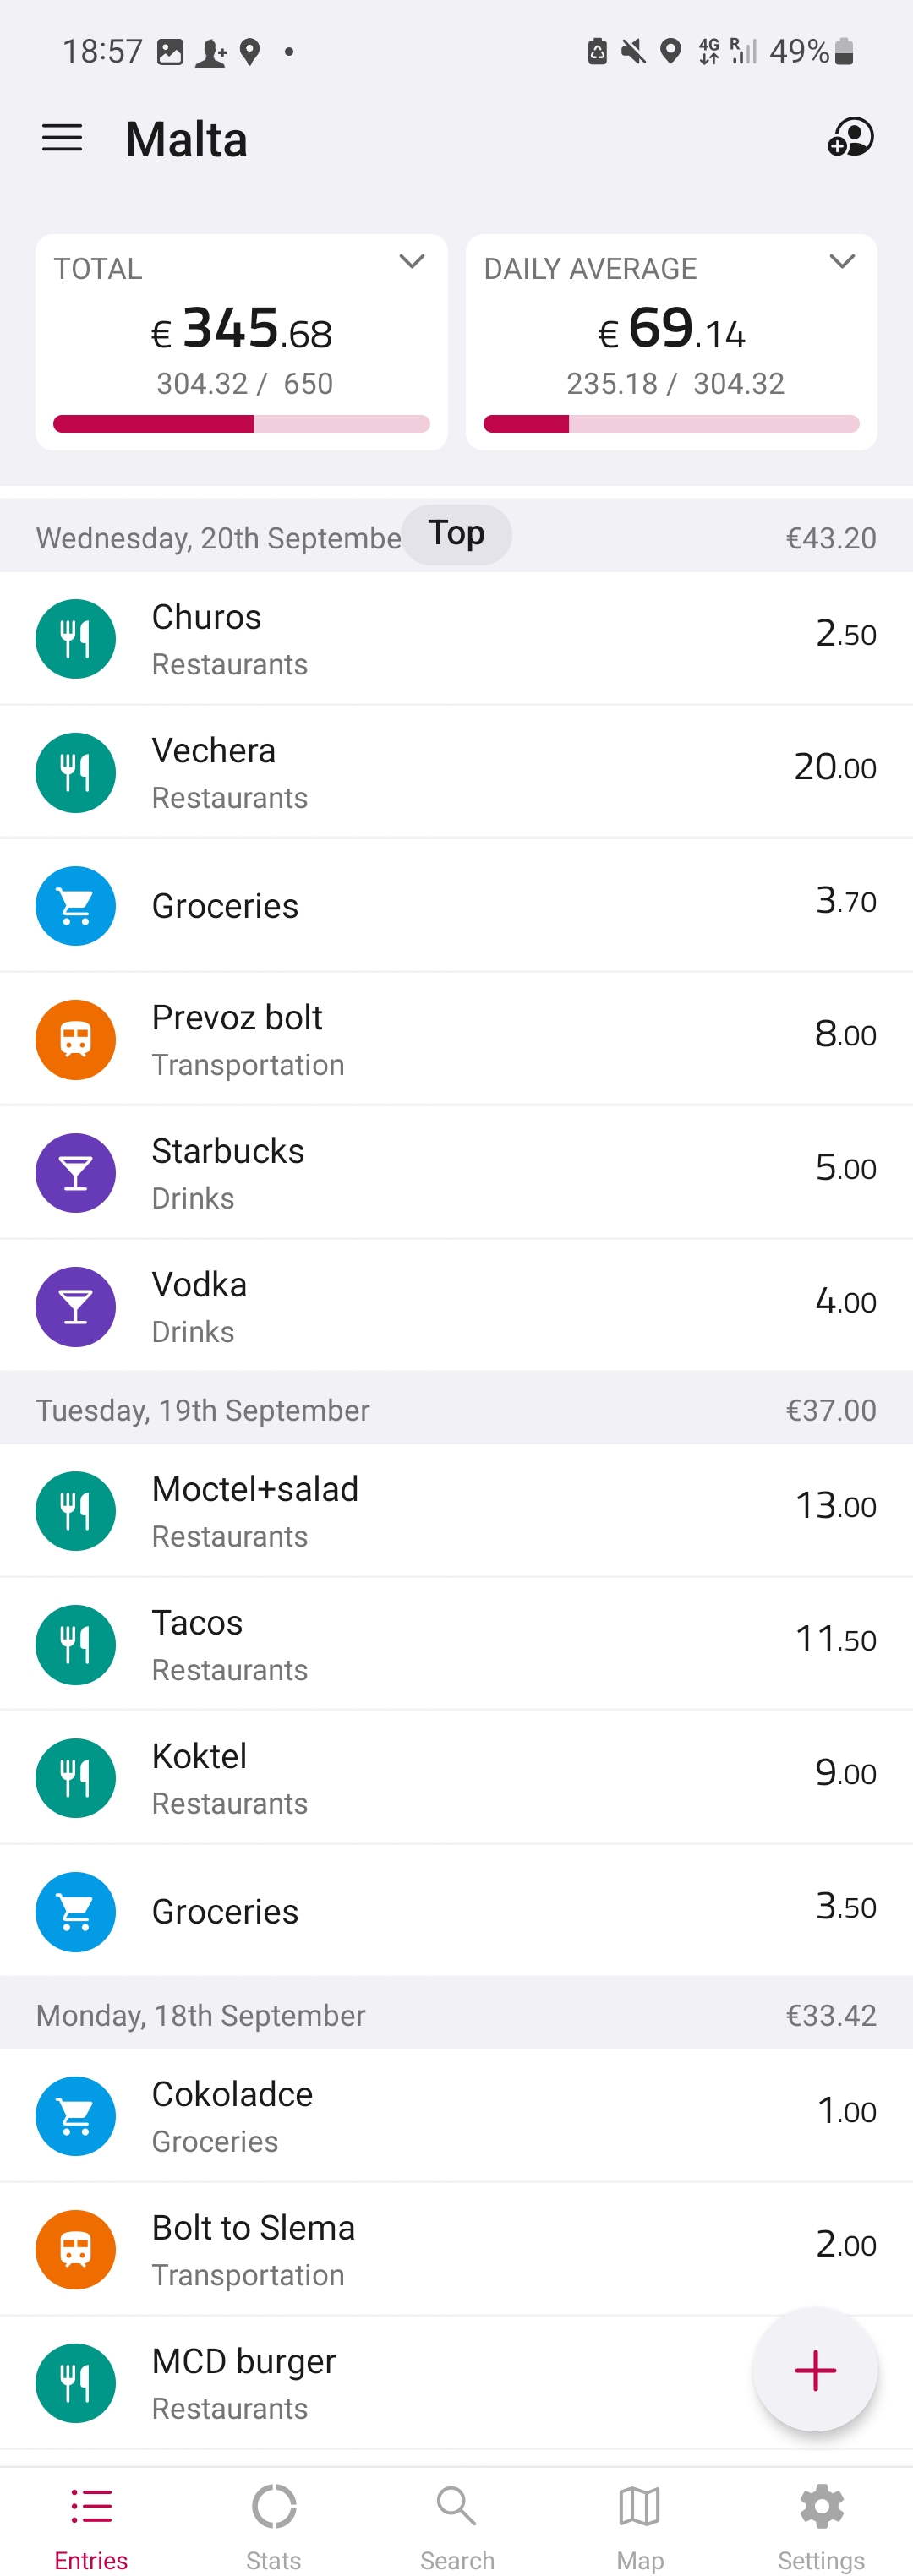 18:57 4G R 49%
Malta
TOTAL
€ 345.68
304.32 / 650
DAILY AVERAGE
€ 69.14
235.18 / 304.32
Wednesday, 20th Septembe €43.20
Top
Churos 2.50
Restaurants
Vechera 20.00
Restaurants
Groceries 3.70
Prevoz bolt 8.00
Transportation
Starbucks 5.00
Drinks
Vodka 4.00
Drinks
Tuesday, 19th September €37.00
Moctel+salad 13.00
Restaurants
Tacos 11.50
Restaurants
Koktel 9.00
Restaurants
Groceries 3.50
Monday, 18th September €33.42
Cokoladce 1.00
Groceries
Bolt to Slema 2.00
Transportation
MCD burger
Restaurants
Entries Stats Search Map Settings